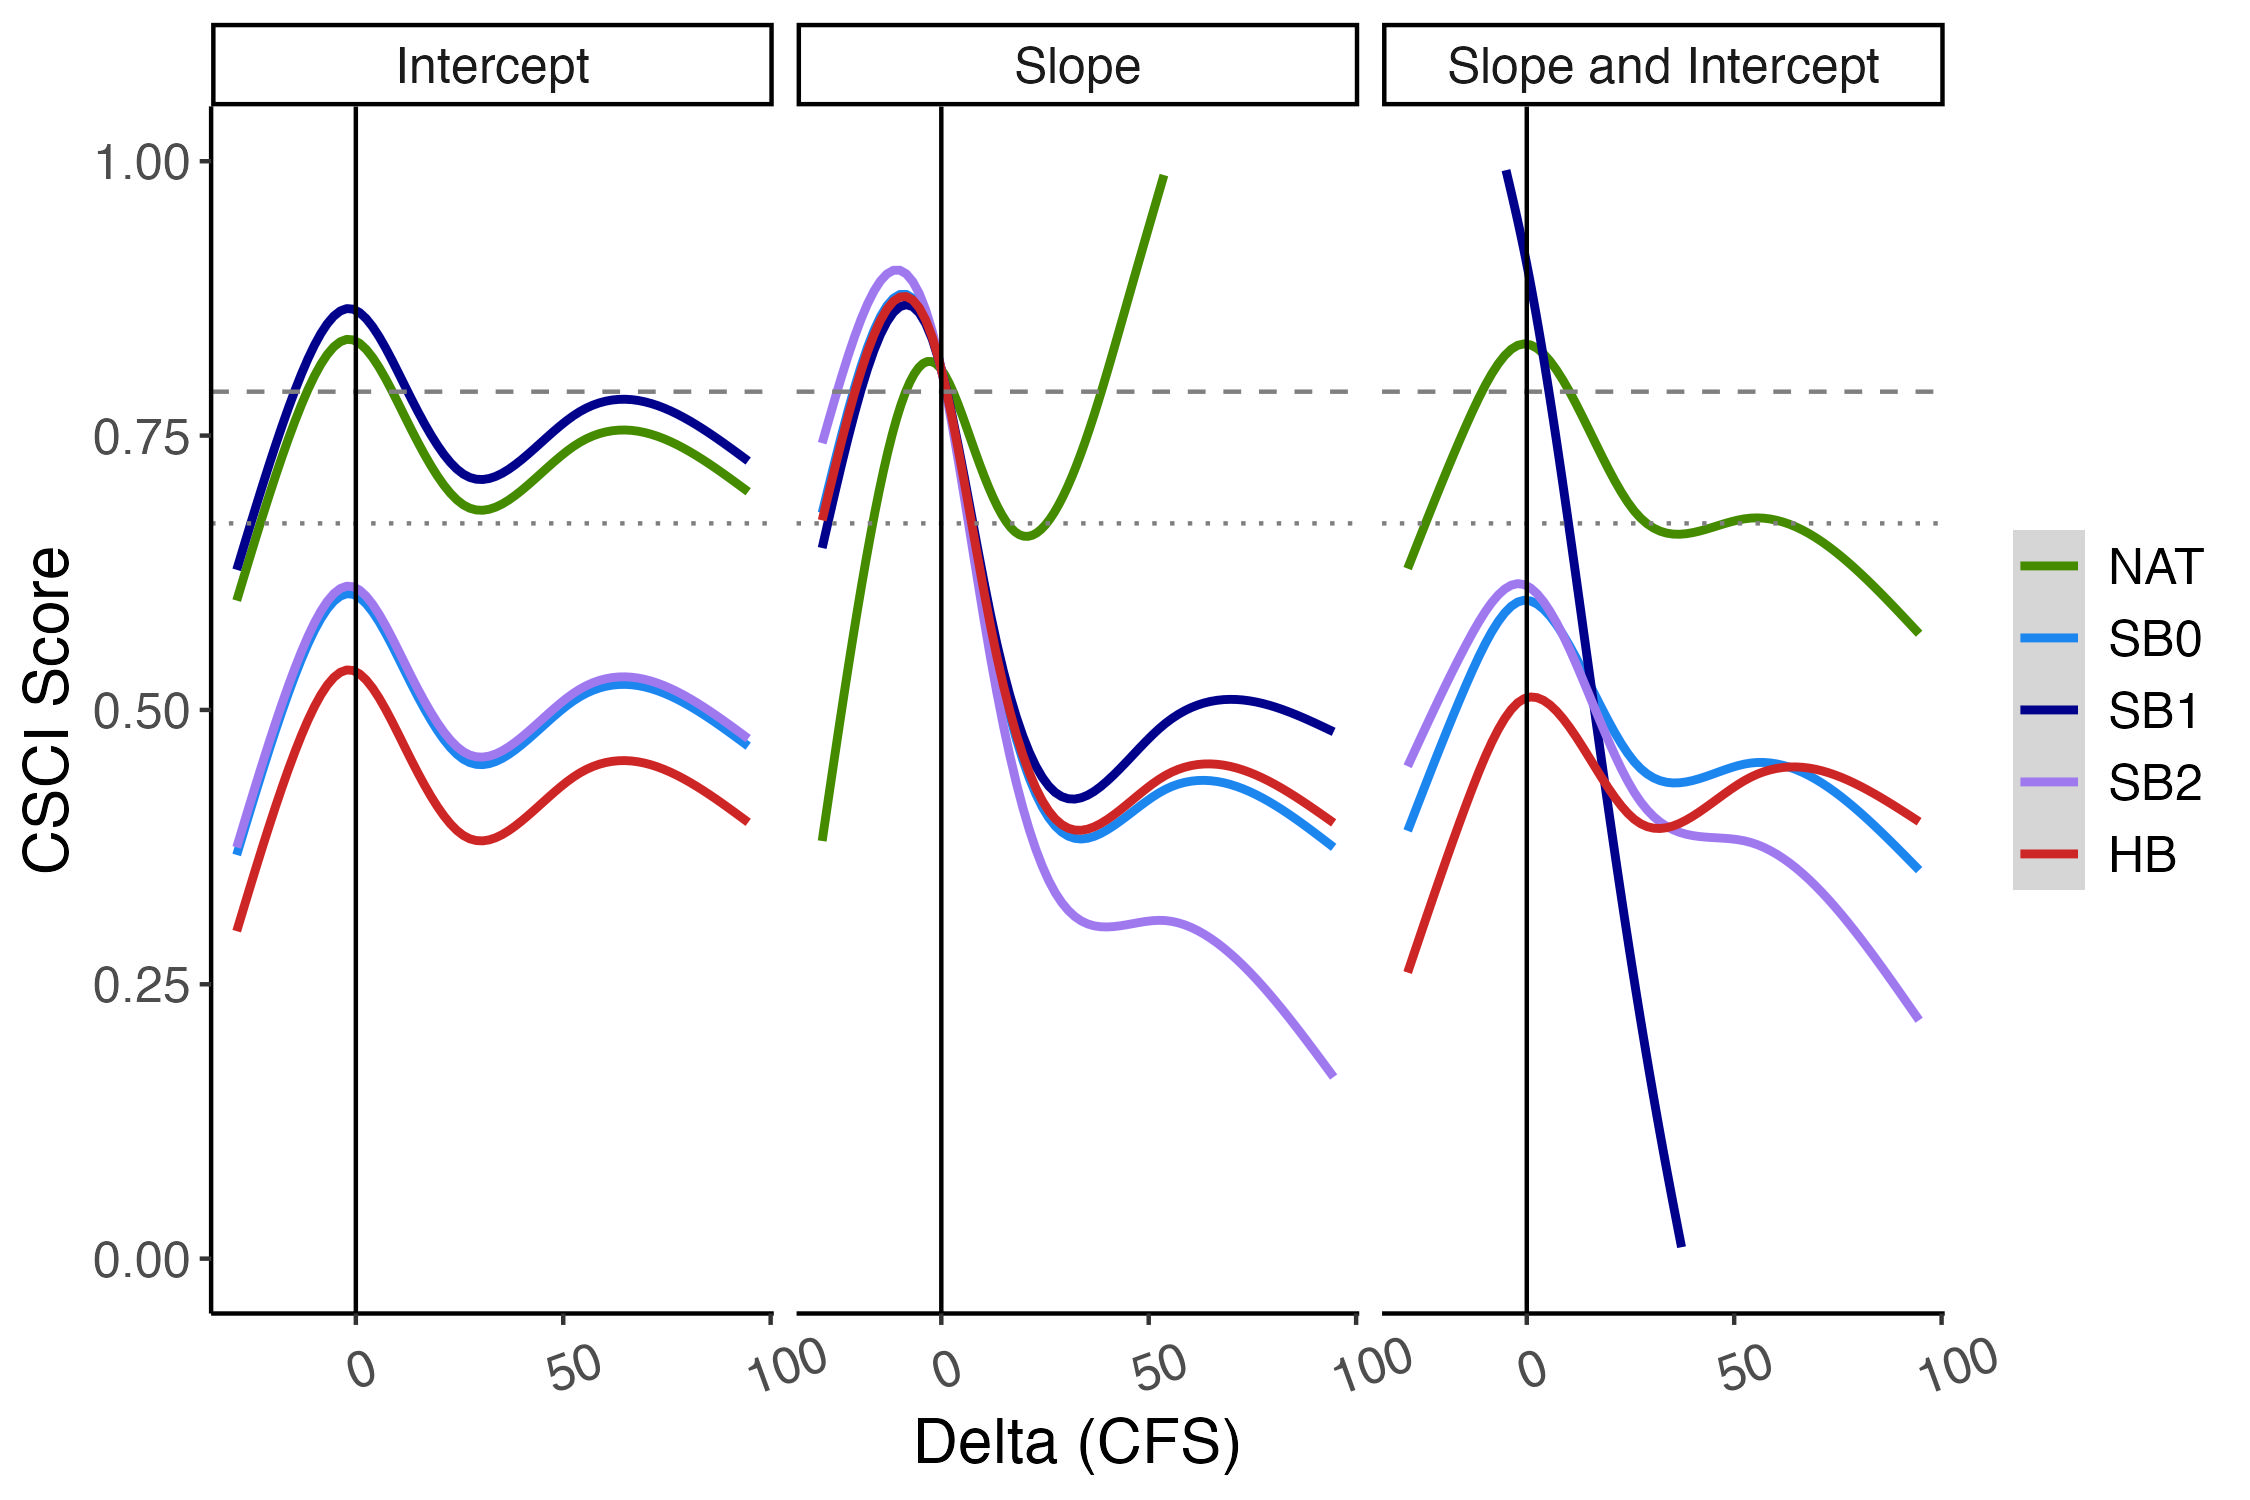 Intercept
Slope
Slope and Intercept
1.00
0.75
0.50
0.25
0.00
CSCI Score
0
50
100
0
50
100
0
50
100
Delta (CFS)
NAT
SB0
SB1
SB2
HB